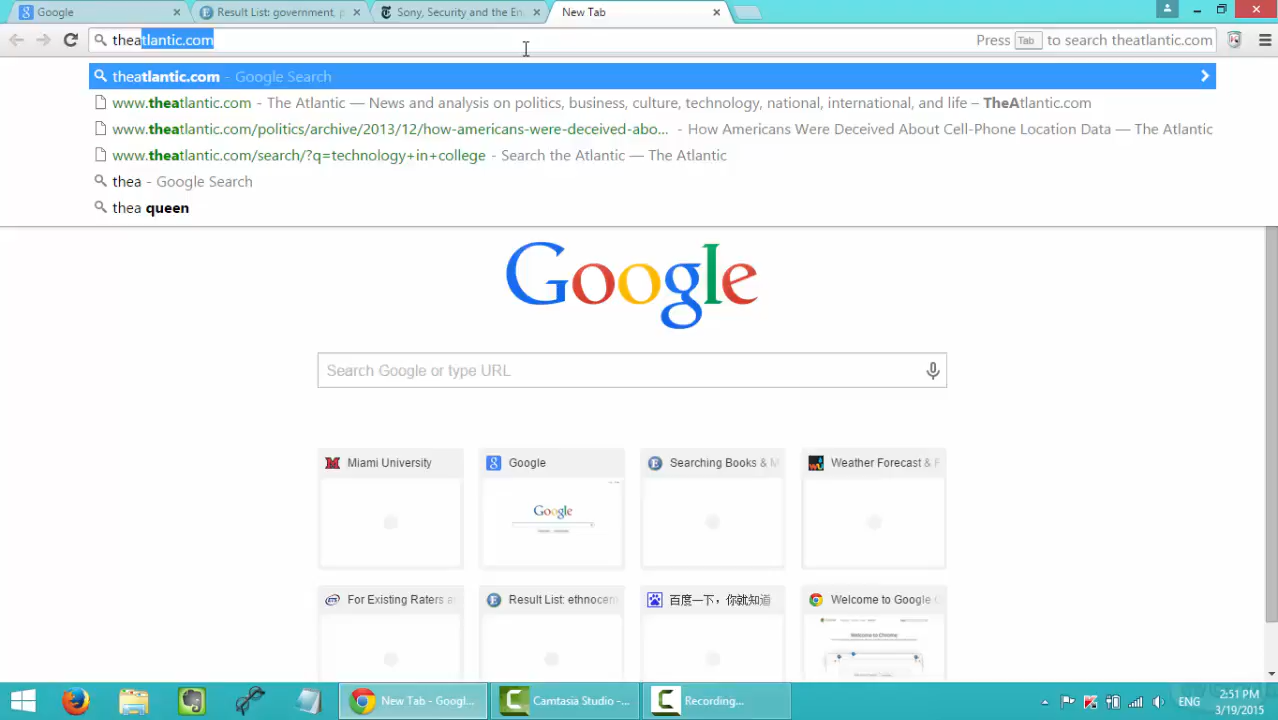 Google
Result List: government, p
Sony, Security and the En
New Tab
theatlantic.com
Press Tab to search theatlantic.com
theatlantic.com - Google Search
www.theatlantic.com - The Atlantic — News and analysis on politics, business, culture, technology, national, international, and life – TheAtlantic.com
www.theatlantic.com/politics/archive/2013/12/how-americans-were-deceived-abo... - How Americans Were Deceived About Cell-Phone Location Data — The Atlantic
www.theatlantic.com/search/?q=technology+in+college - Search the Atlantic — The Atlantic
thea - Google Search
thea queen
Google
Search Google or type URL
Miami University
Google
Searching Books & M
Weather Forecast & F
Google
For Existing Raters a
Result List: ethnocen
百度一下，你就知道
Welcome to Google C
Welcome to Chrome
New Tab - Googl...
Camtasia Studio -...
Recording...
ENG
2:51 PM
3/19/2015